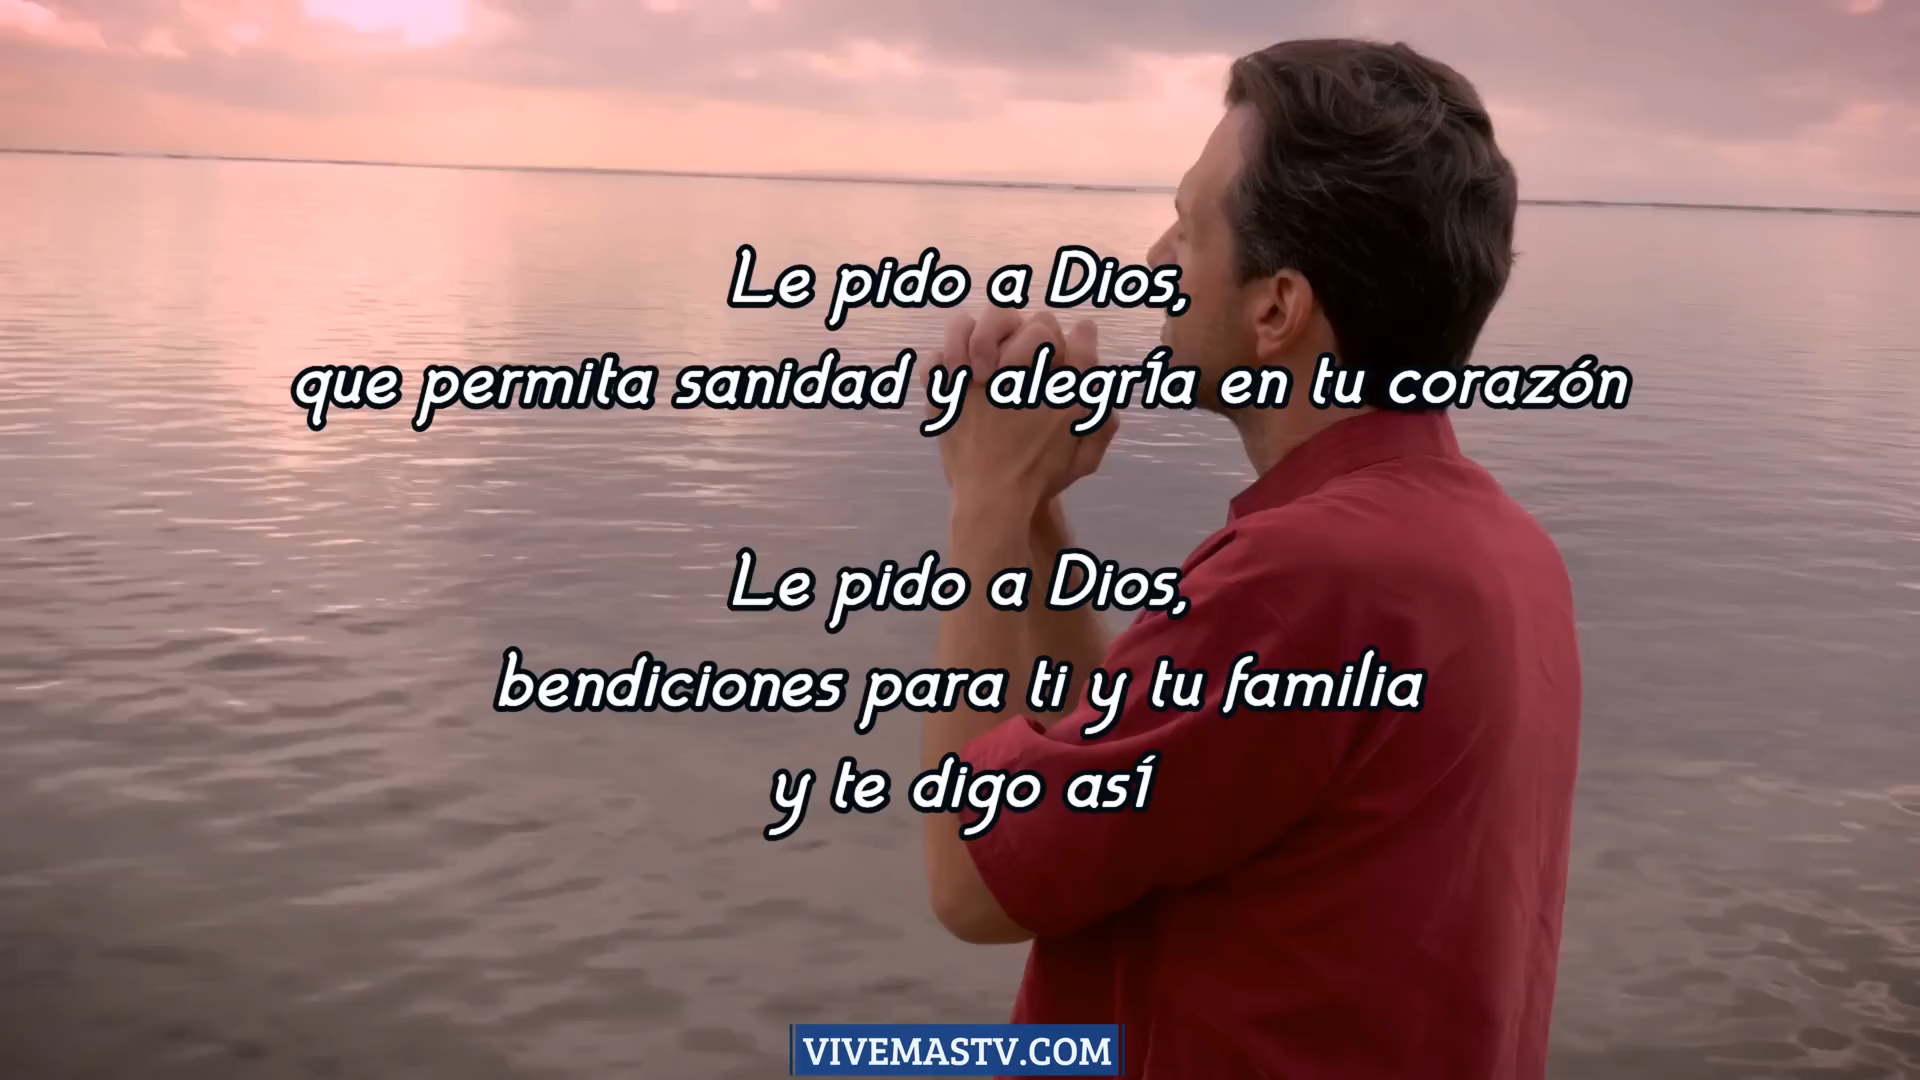 Le pido a Dios,
que permita sanidad y alegría en tu corazón
Le pido a Dios,
bendiciones para ti y tu familia
y te digo así
VIVEMASTV.COM